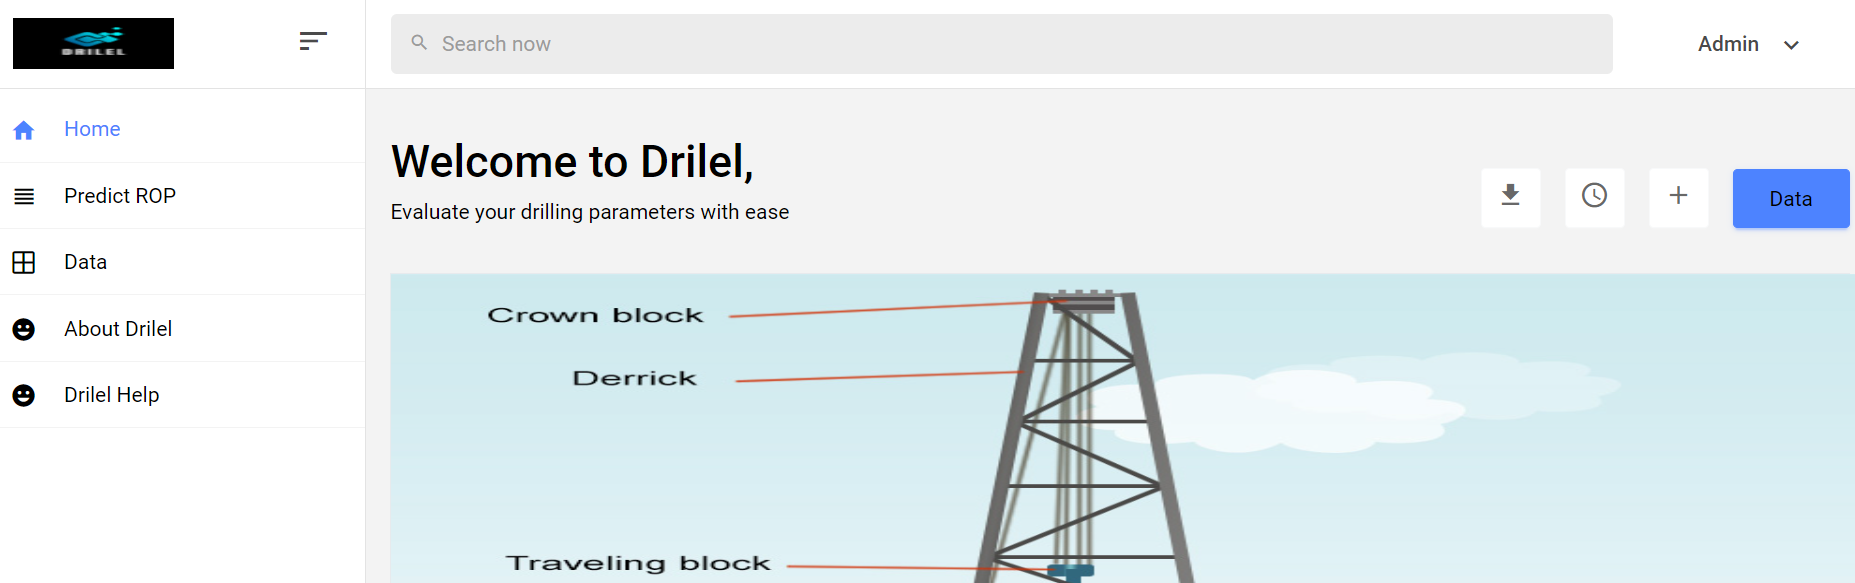 DRILEL
Search now
Admin
Home
Predict ROP
Data
About Drilel
Drilel Help
Welcome to Drilel,
Evaluate your drilling parameters with ease
Data
Crown block
Derrick
Traveling block